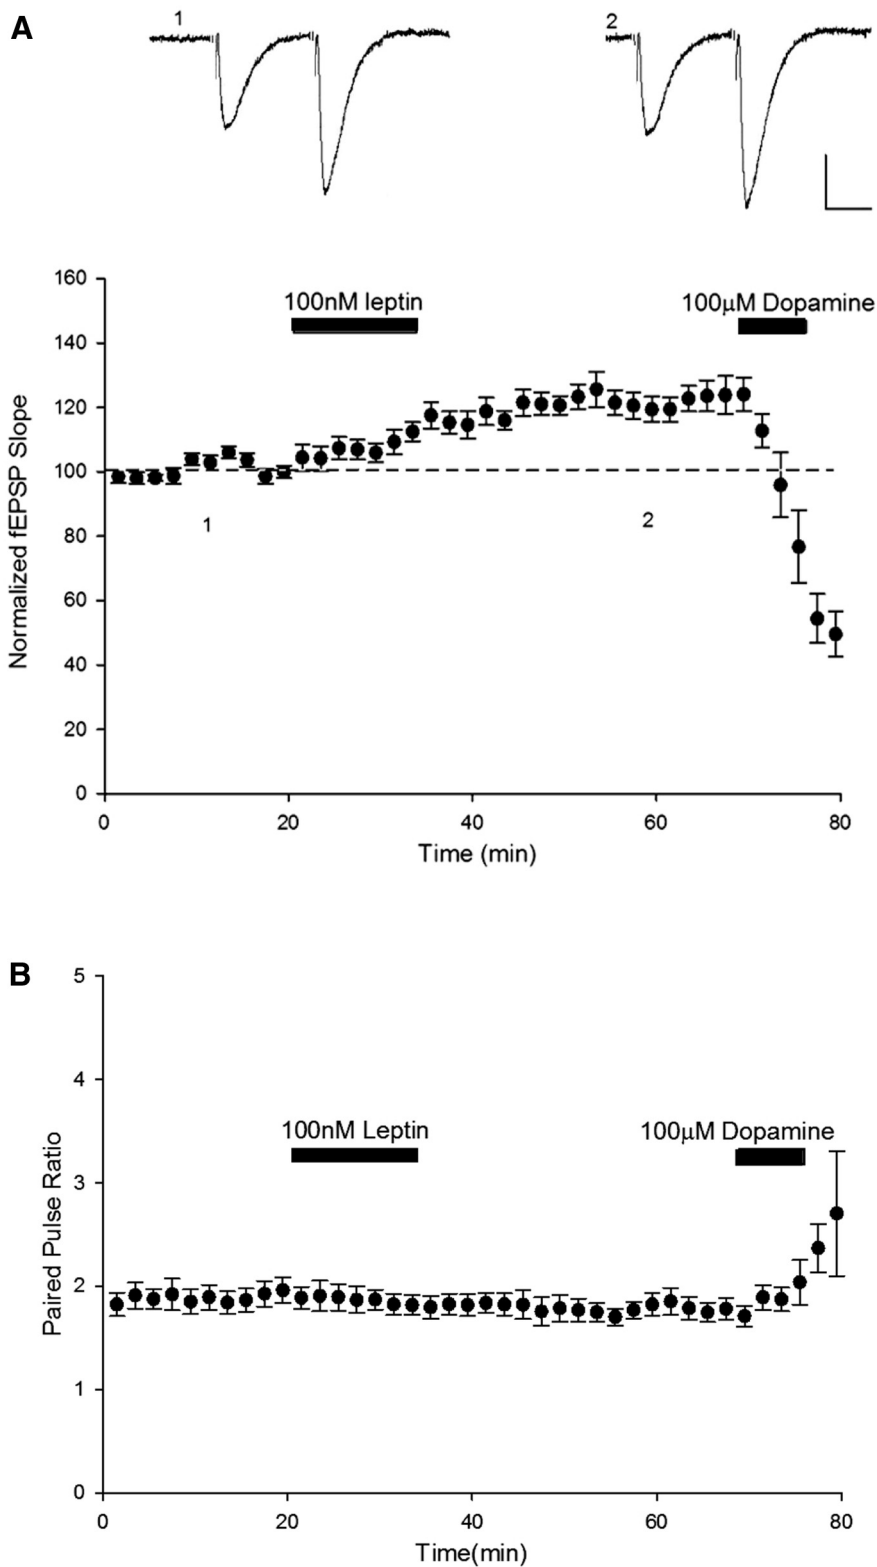 A
1
2
160
140
120
100
80
60
40
20
0
Normalized fEPSP Slope
100nM leptin
100µM Dopamine
1
2
0 20 40 60 80
Time (min)
B
5
4
3
2
1
0
Paired Pulse Ratio
100nM Leptin
100µM Dopamine
0 20 40 60 80
Time(min)